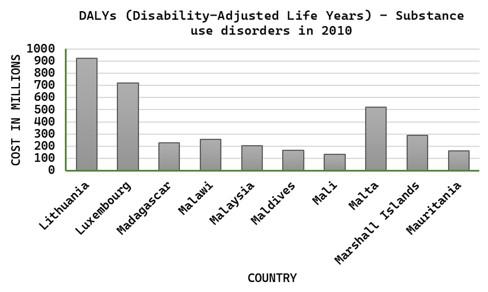 DALYs (Disability-Adjusted Life Years) - Substance
use disorders in 2010
COST IN MILLIONS
1000
900
800
700
600
500
400
300
200
100
0
Lithuania
Luxembourg
Madagascar
Malawi
Malaysia
Maldives
Mali
Malta
Marshall Islands
Mauritania
COUNTRY